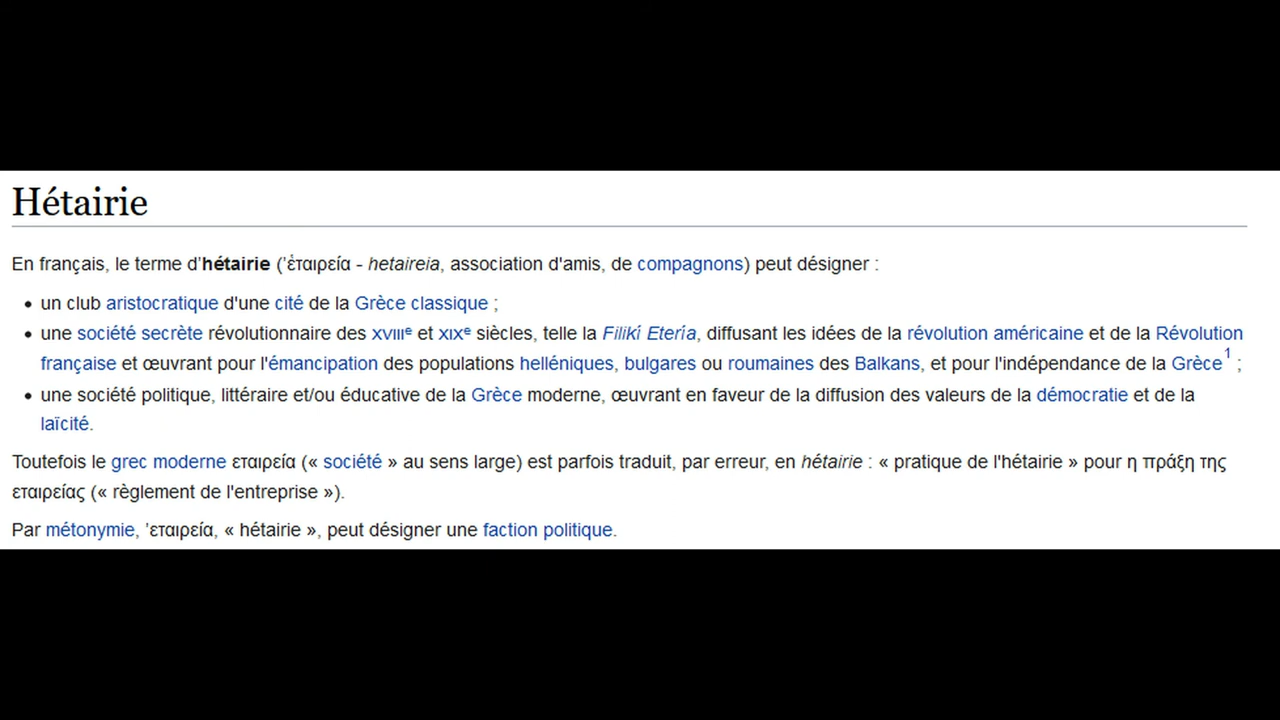 Hétairie
En français, le terme d'hétairie (ʼἑταιρεία - hetaireia, association d'amis, de compagnons) peut désigner :
• un club aristocratique d'une cité de la Grèce classique ;
• une société secrète révolutionnaire des XVIIIe et XIXe siècles, telle la Filikí Etería, diffusant les idées de la révolution américaine et de la Révolution
française et œuvrant pour l'émancipation des populations helléniques, bulgares ou roumaines des Balkans, et pour l'indépendance de la Grèce1 ;
• une société politique, littéraire et/ou éducative de la Grèce moderne, œuvrant en faveur de la diffusion des valeurs de la démocratie et de la
laïcité.
Toutefois le grec moderne εταιρεία (« société » au sens large) est parfois traduit, par erreur, en hétairie : « pratique de l'hétairie » pour η πράξη της
εταιρείας (« règlement de l'entreprise »).
Par métonymie, ʼεταιρεία, « hétairie », peut désigner une faction politique.